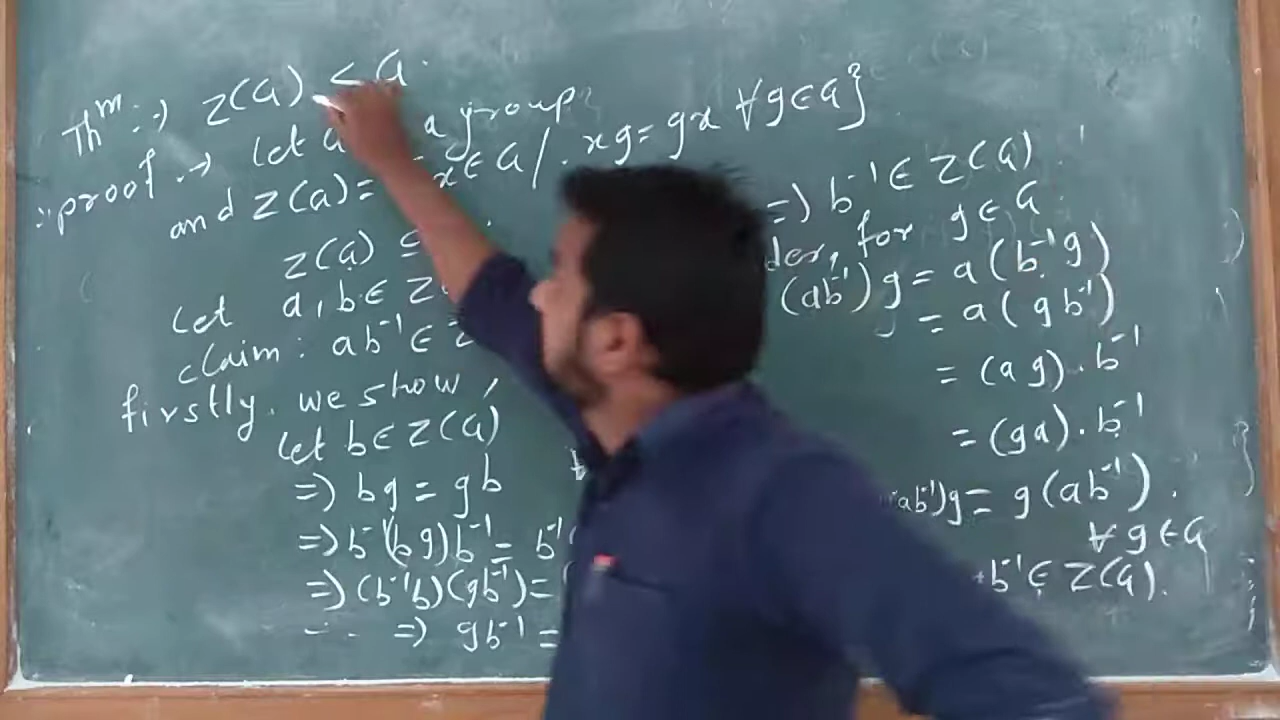 Thm :→ Z(G) < G.
:proof :→ Let G a group
and Z(G) = x ∈ G / xg = gx ∀ g ∈ G}
Z(G) ⊆
Let a, b ∈ Z
claim: ab⁻¹ ∈ Z
firstly, we show,
Let b ∈ Z(G)
⇒) bg = gb
⇒) b⁻¹(bg)b⁻¹ = b⁻¹(
⇒) (b⁻¹b)(gb⁻¹) =
⇒) gb⁻¹ =
⇒) b⁻¹ ∈ Z(G)
der, for g ∈ G
(ab⁻¹)g = a(b⁻¹g)
= a(gb⁻¹)
= (ag).b⁻¹
= (ga).b⁻¹
(ab⁻¹)g = g(ab⁻¹).
∀ g ∈ G
b⁻¹ ∈ Z(G).